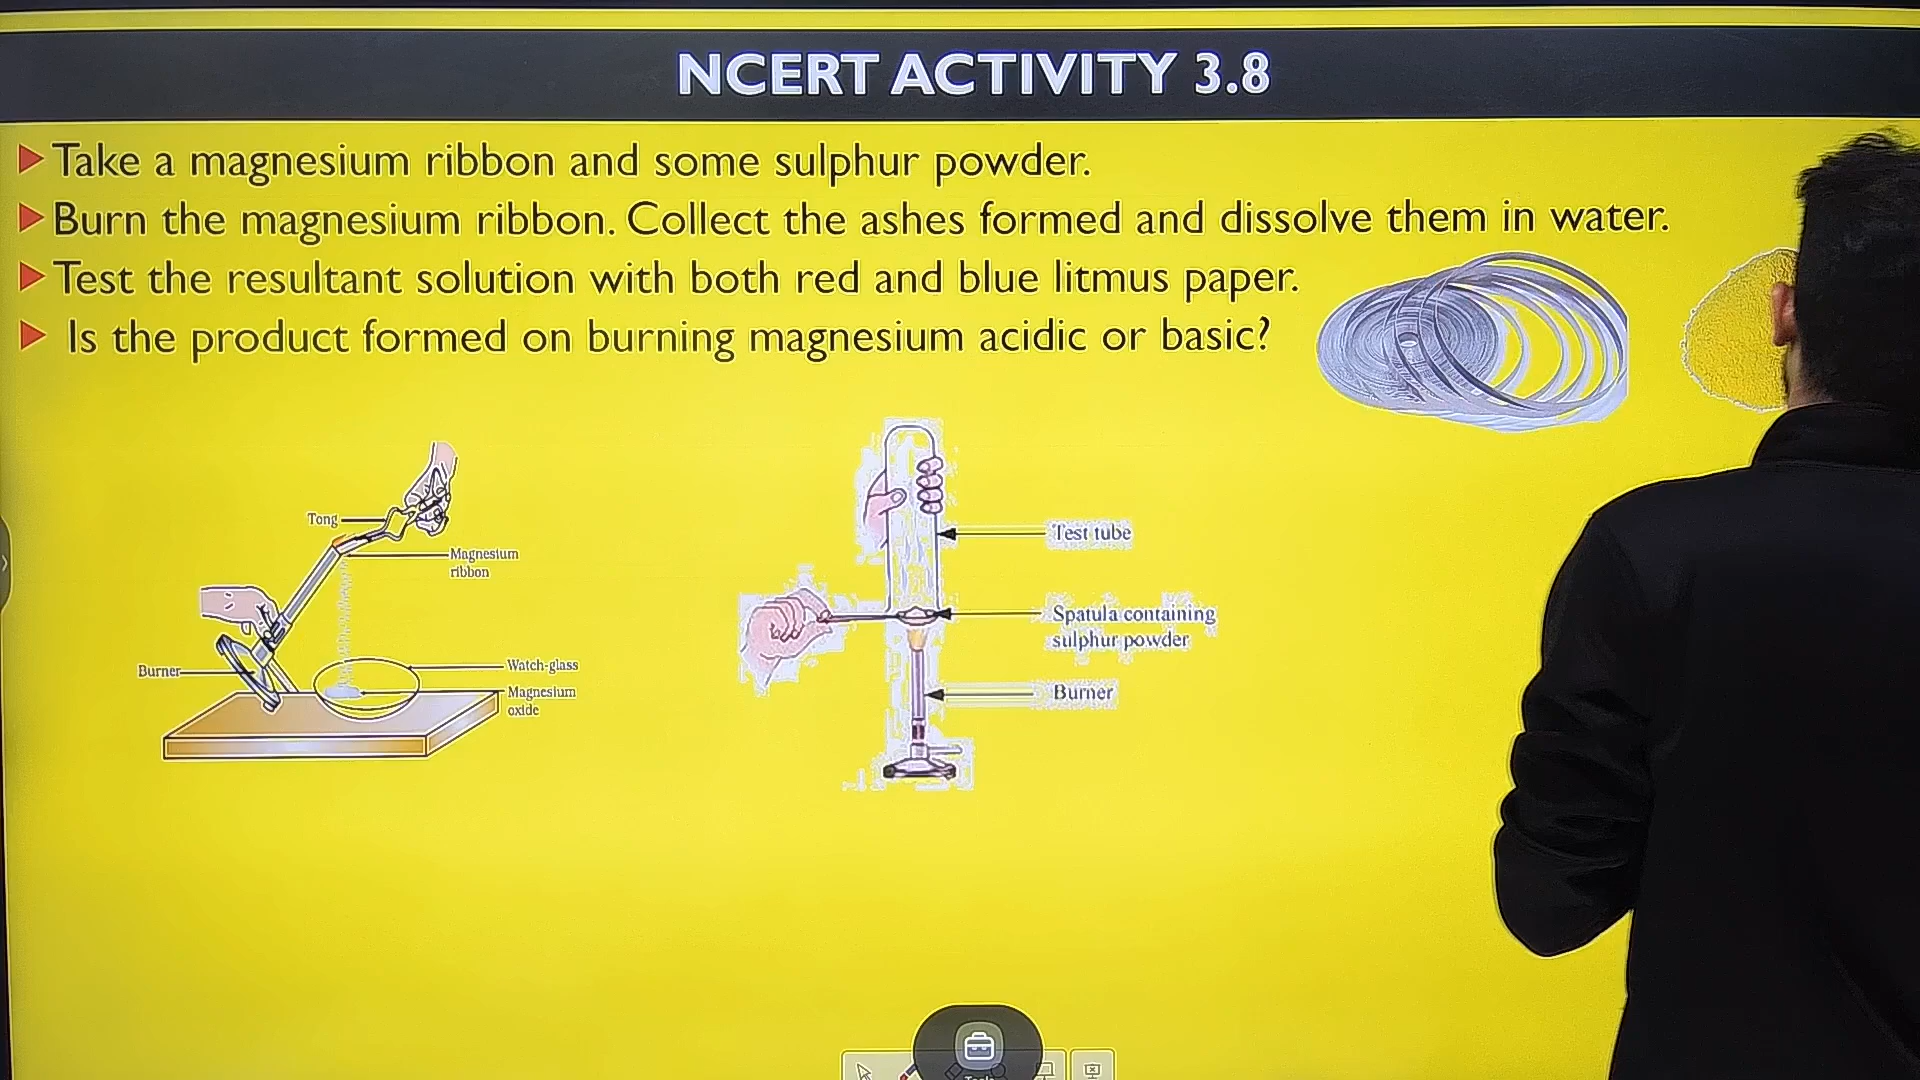 NCERT ACTIVITY 3.8
Take a magnesium ribbon and some sulphur powder.
Burn the magnesium ribbon. Collect the ashes formed and dissolve them in water.
Test the resultant solution with both red and blue litmus paper.
Is the product formed on burning magnesium acidic or basic?
Tong
Magnesium
ribbon
Burner
Watch-glass
Magnesium
oxide
Test tube
Spatula containing
sulphur powder
Burner